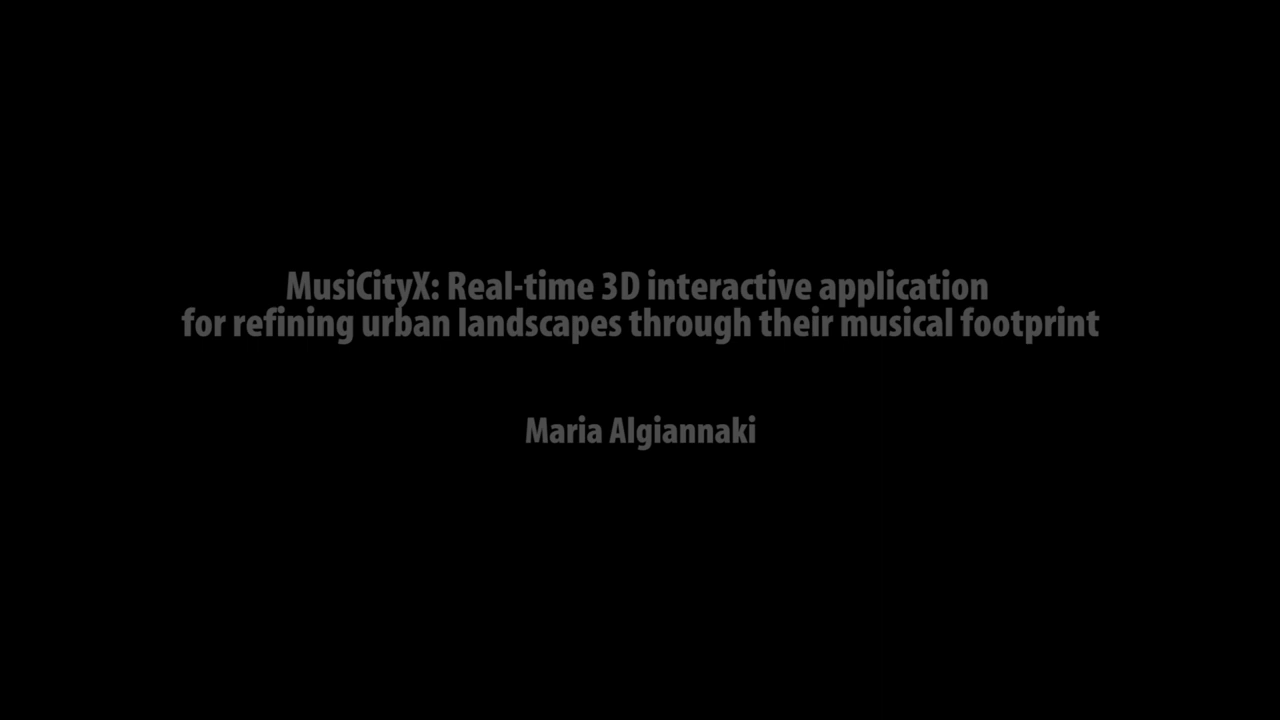 MusiCityX: Real-time 3D interactive application
for refining urban landscapes through their musical footprint
Maria Algiannaki